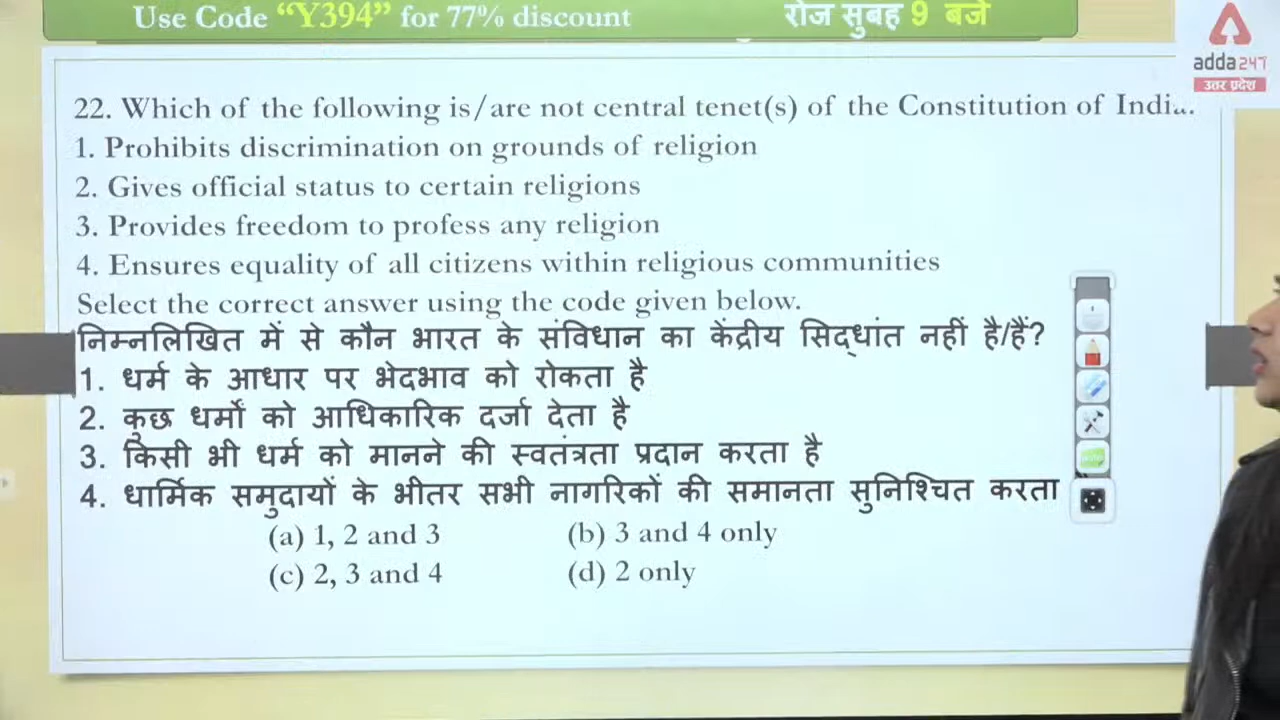 Use Code “Y394” for 77% discount
रोज सुबह 9 बजे
adda247
उत्तर प्रदेश
22. Which of the following is/are not central tenet(s) of the Constitution of India.
1. Prohibits discrimination on grounds of religion
2. Gives official status to certain religions
3. Provides freedom to profess any religion
4. Ensures equality of all citizens within religious communities
Select the correct answer using the code given below.
निम्नलिखित में से कौन भारत के संविधान का केंद्रीय सिद्धांत नहीं है/हैं?
1. धर्म के आधार पर भेदभाव को रोकता है
2. कुछ धर्मों को आधिकारिक दर्जा देता है
3. किसी भी धर्म को मानने की स्वतंत्रता प्रदान करता है
4. धार्मिक समुदायों के भीतर सभी नागरिकों की समानता सुनिश्चित करता
(a) 1, 2 and 3 (b) 3 and 4 only
(c) 2, 3 and 4 (d) 2 only